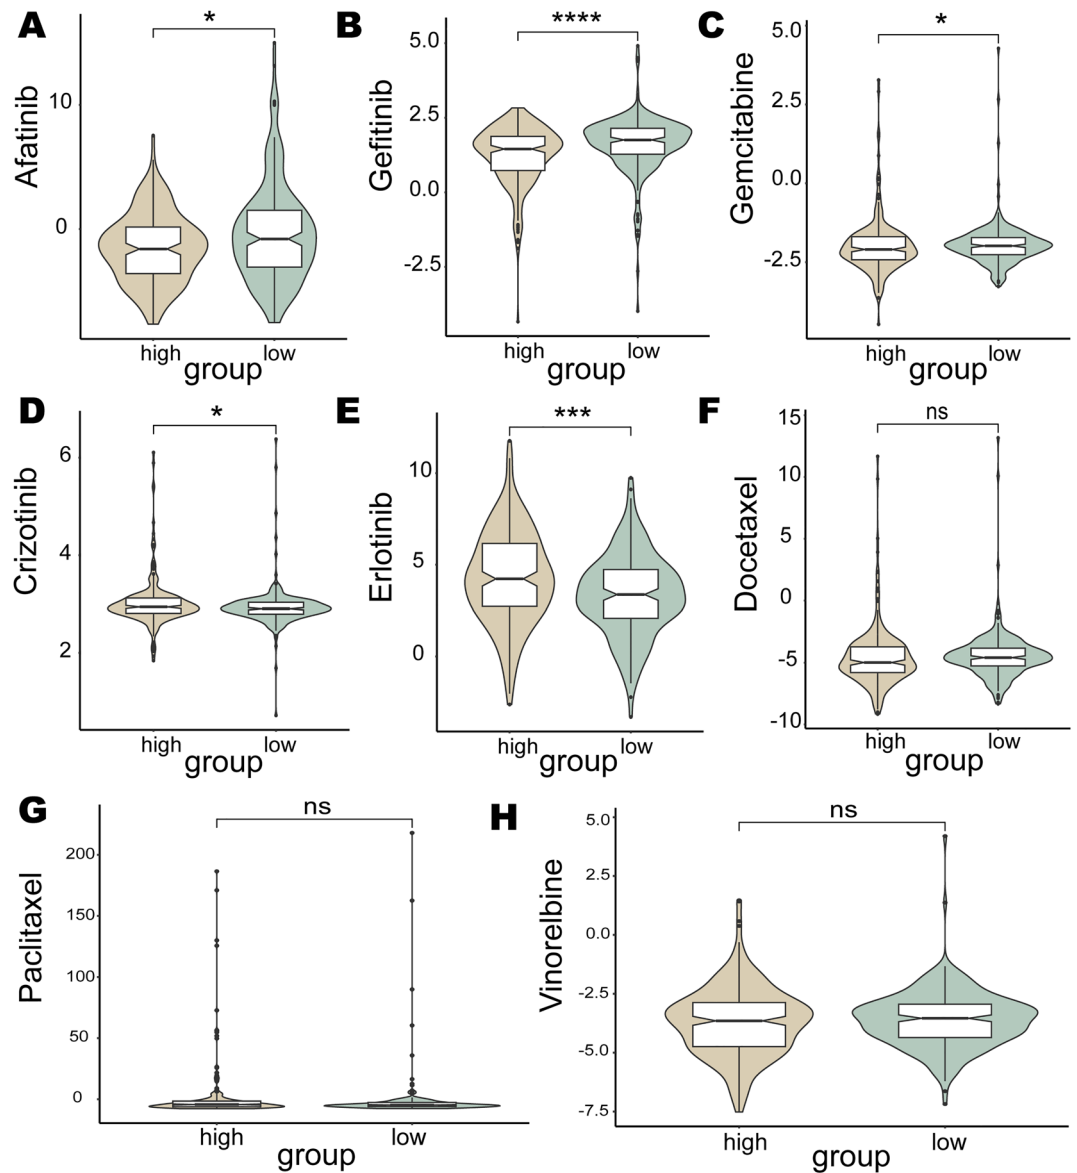 A
*
Afatinib
10
0
high
low
group
B
****
Gefitinib
5.0
2.5
0.0
-2.5
high
low
group
C
*
Gemcitabine
5.0
2.5
0.0
-2.5
high
low
group
D
*
Crizotinib
6
4
2
high
low
group
E
***
Erlotinib
10
5
0
high
low
group
F
ns
Docetaxel
15
10
5
0
-5
-10
high
low
group
G
ns
Paclitaxel
200
150
100
50
0
high
low
group
H
ns
Vinorelbine
5.0
2.5
0.0
-2.5
-5.0
-7.5
high
low
group